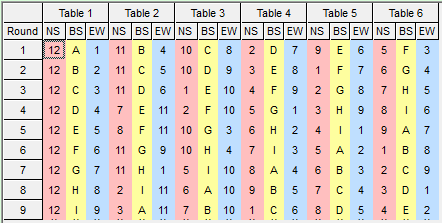 Table 1 Table 2 Table 3 Table 4 Table 5 Table 6
Round NS BS EW NS BS EW NS BS EW NS BS EW NS BS EW NS BS EW
1 12 A 1 11 B 4 10 C 8 2 D 7 9 E 6 5 F 3
2 12 B 2 11 C 5 10 D 9 3 E 8 1 F 7 6 G 4
3 12 C 3 11 D 6 1 E 10 4 F 9 2 G 8 7 H 5
4 12 D 4 7 E 11 2 F 10 5 G 1 3 H 9 8 I 6
5 12 E 5 8 F 11 10 G 3 6 H 2 4 I 1 9 A 7
6 12 F 6 11 G 9 10 H 4 7 I 3 5 A 2 1 B 8
7 12 G 7 11 H 1 5 I 10 8 A 4 6 B 3 2 C 9
8 12 H 8 2 I 11 6 A 10 9 B 5 7 C 4 3 D 1
9 12 I 9 3 A 11 7 B 10 1 C 6 8 D 5 4 E 2